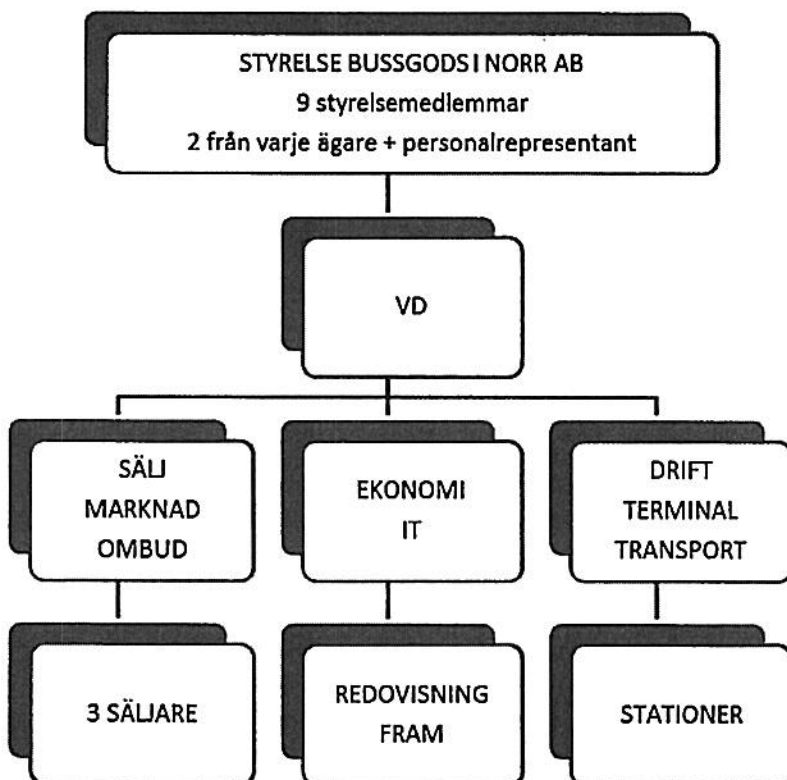 STYRELSE BUSSGODS I NORR AB
9 styrelsemedlemmar
2 från varje ägare + personalrepresentant
VD
SÄLJ
MARKNAD
OMBUD
EKONOMI
IT
DRIFT
TERMINAL
TRANSPORT
3 SÄLJARE
REDOVISNING
FRAM
STATIONER